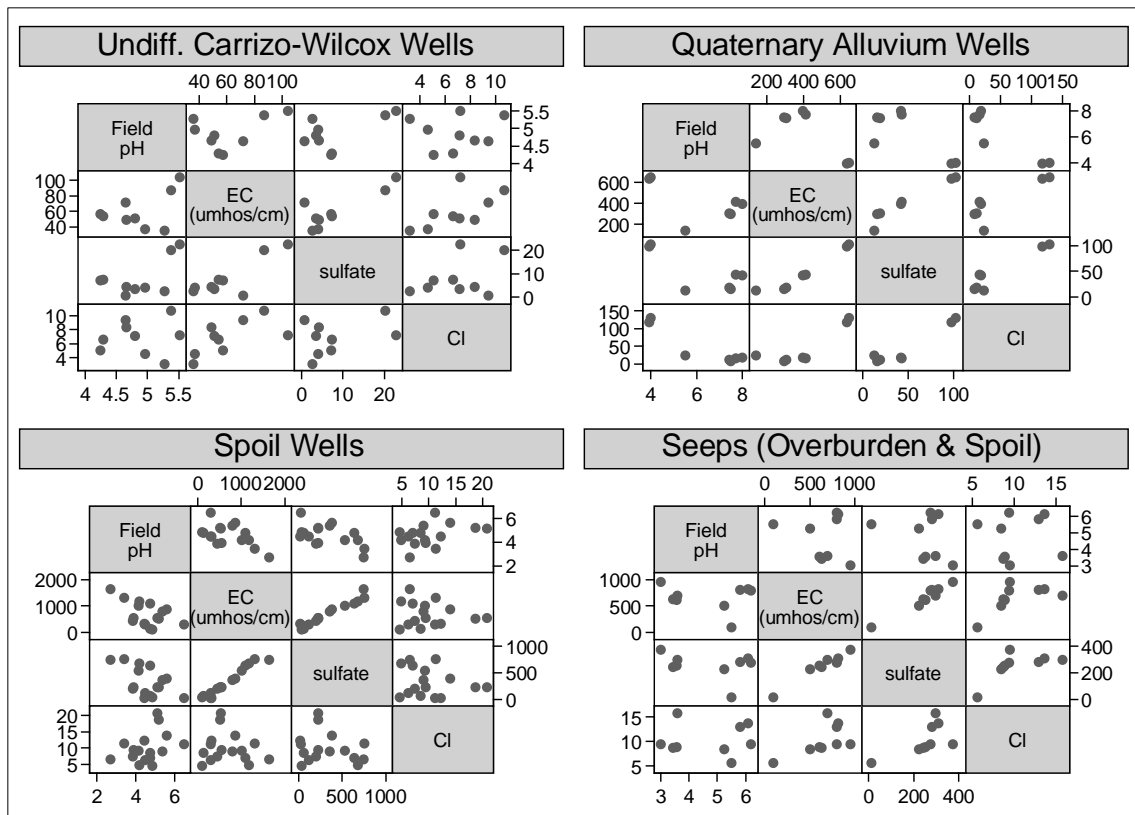 Undiff. Carrizo-Wilcox Wells
40 60 80 100
4 6 8 10
Field
pH
5.5
5
4.5
4
100
80
60
40
EC
(umhos/cm)
sulfate
20
10
0
10
8
6
4
Cl
4 4.5 5 5.5
0 10 20
Quaternary Alluvium Wells
200 400 600
0 50 100 150
Field
pH
8
6
4
600
400
200
EC
(umhos/cm)
sulfate
100
50
0
150
100
50
0
Cl
4 6 8
0 50 100
Spoil Wells
0 1000 2000
5 10 15 20
Field
pH
6
4
2
2000
1000
0
EC
(umhos/cm)
sulfate
1000
500
0
20
15
10
5
Cl
2 4 6
0 500 1000
Seeps (Overburden & Spoil)
0 500 1000
5 10 15
Field
pH
6
5
4
3
1000
500
0
EC
(umhos/cm)
sulfate
400
200
0
15
10
5
Cl
3 4 5 6
0 200 400